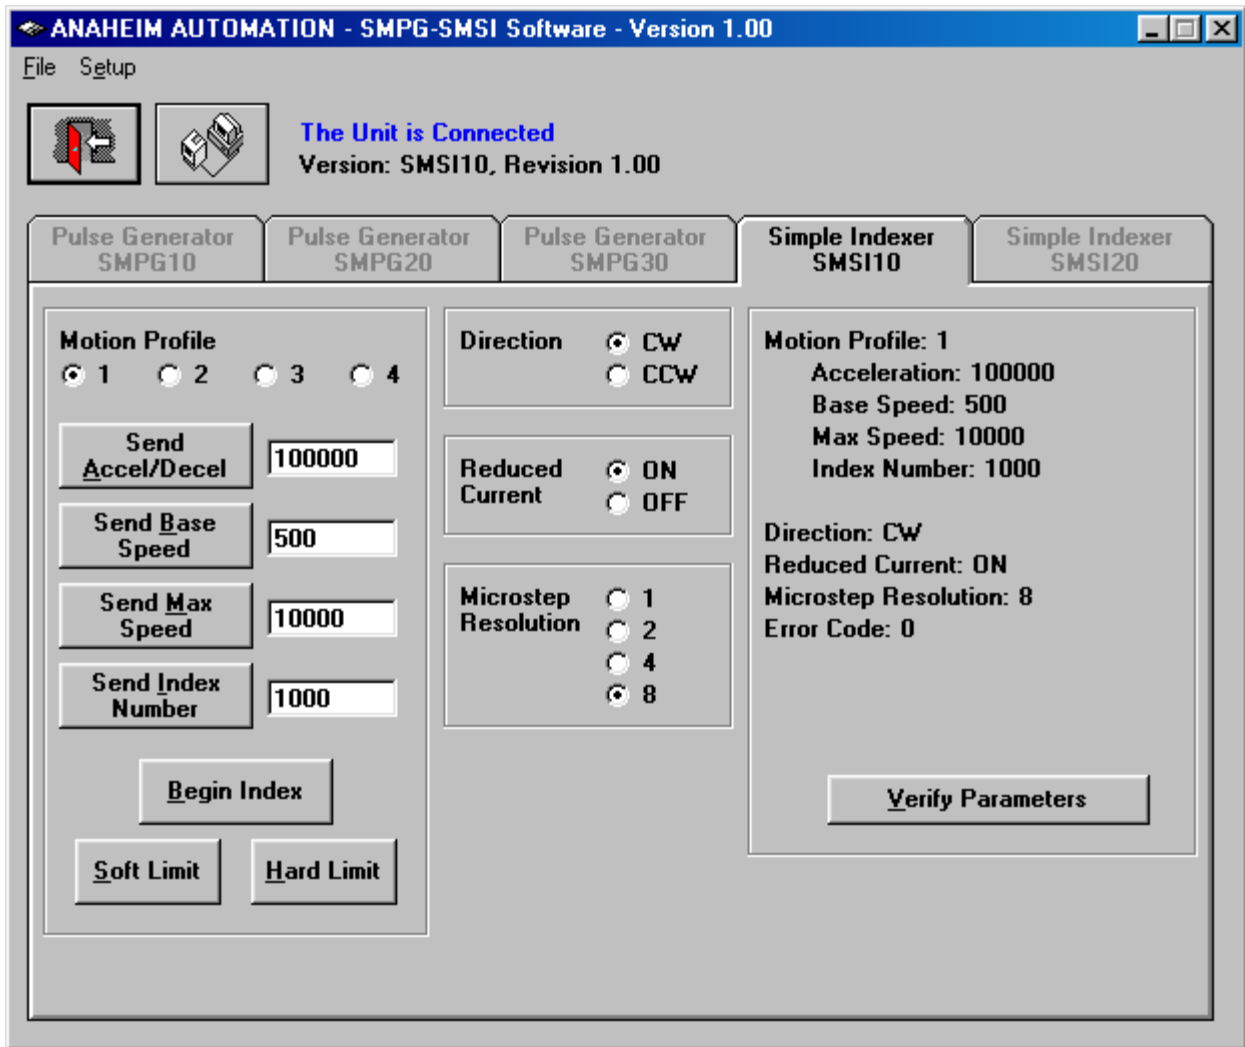 ANAHEIM AUTOMATION - SMPG-SMSI Software - Version 1.00
File Setup
The Unit is Connected
Version: SMSI10, Revision 1.00
Pulse Generator
SMPG10
Pulse Generator
SMPG20
Pulse Generator
SMPG30
Simple Indexer
SMSI10
Simple Indexer
SMSI20
Motion Profile
1 2 3 4
Send
Accel/Decel
100000
Send Base
Speed
500
Send Max
Speed
10000
Send Index
Number
1000
Begin Index
Soft Limit
Hard Limit
Direction
CW
CCW
Reduced
Current
ON
OFF
Microstep
Resolution
1
2
4
8
Motion Profile: 1
Acceleration: 100000
Base Speed: 500
Max Speed: 10000
Index Number: 1000
Direction: CW
Reduced Current: ON
Microstep Resolution: 8
Error Code: 0
Verify Parameters